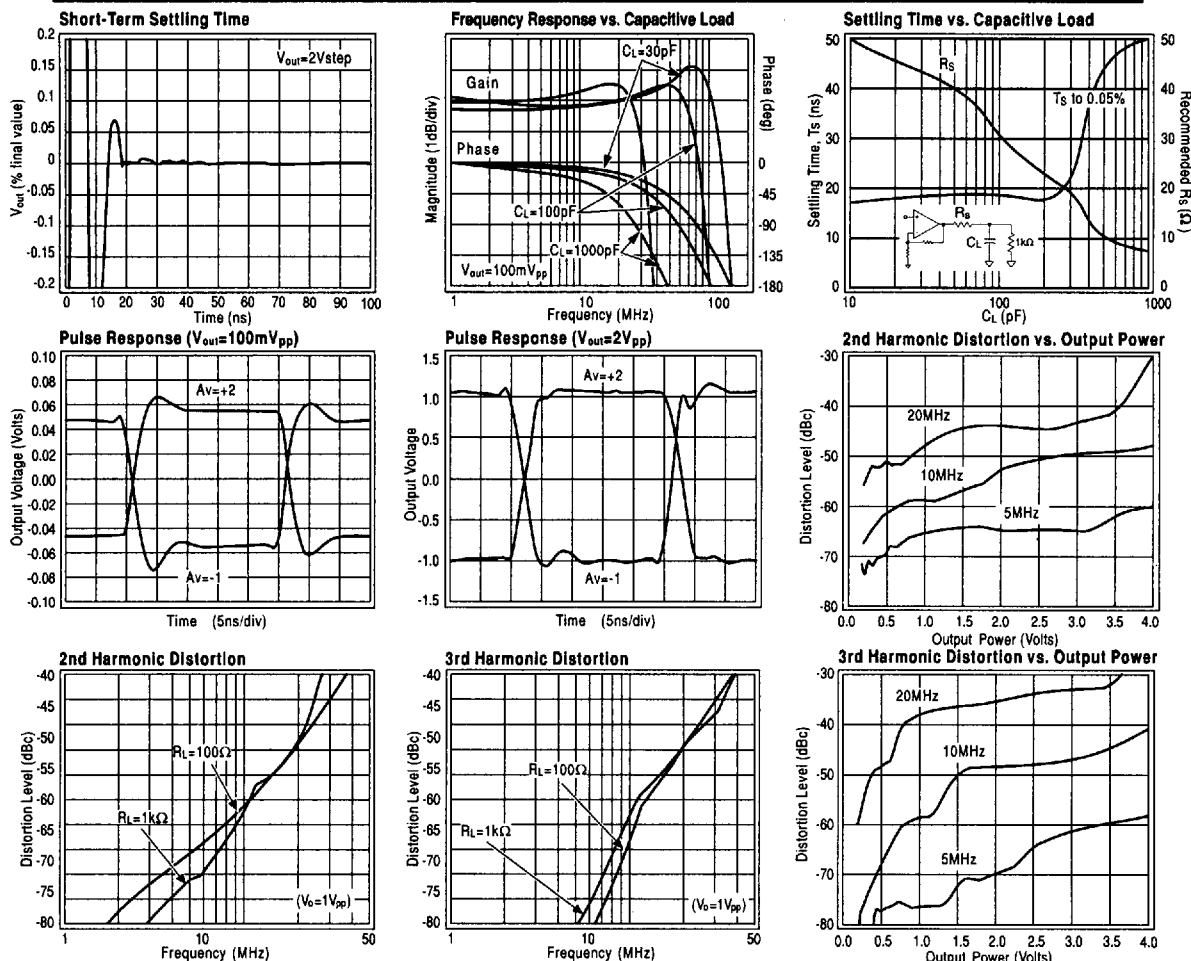 Short-Term Settling Time
0.2
0.15
0.1
0.05
0
-0.05
-0.1
-0.15
-0.2
Vout (% final value)
Vout=2Vstep
0 10 20 30 40 50 60 70 80 90 100
Time (ns)
Frequency Response vs. Capacitive Load
Magnitude (1dB/div)
Gain
Phase
CL=30pF
CL=100pF
CL=1000pF
Vout=100mVpp
Phase (deg)
0
-45
-90
-135
-180
1 10 100
Frequency (MHz)
Settling Time vs. Capacitive Load
50
40
30
20
10
0
Settling Time, Ts (ns)
RS
TS to 0.05%
Rs
CL
1kΩ
50
40
30
20
10
0
Recommended Rs (Ω)
10 100 1000
CL (pF)
Pulse Response (Vout=100mVpp)
0.10
0.08
0.06
0.04
0.02
0.00
-0.02
-0.04
-0.06
-0.08
-0.10
Output Voltage (Volts)
Av=+2
Av=-1
Time (5ns/div)
Pulse Response (Vout=2Vpp)
1.5
1.0
0.5
0.0
-0.5
-1.0
-1.5
Output Voltage
Av=+2
Av=-1
Time (5ns/div)
2nd Harmonic Distortion vs. Output Power
-30
-40
-50
-60
-70
-80
Distortion Level (dBc)
20MHz
10MHz
5MHz
0.0 0.5 1.0 1.5 2.0 2.5 3.0 3.5 4.0
Output Power (Volts)
2nd Harmonic Distortion
-40
-45
-50
-55
-60
-65
-70
-75
-80
Distortion Level (dBc)
RL=100Ω
RL=1kΩ
(Vo=1Vpp)
1 10 50
Frequency (MHz)
3rd Harmonic Distortion
-40
-45
-50
-55
-60
-65
-70
-75
-80
Distortion Level (dBc)
RL=100Ω
RL=1kΩ
(Vo=1Vpp)
1 10 50
Frequency (MHz)
3rd Harmonic Distortion vs. Output Power
-30
-40
-50
-60
-70
-80
Distortion Level (dBc)
20MHz
10MHz
5MHz
0.0 0.5 1.0 1.5 2.0 2.5 3.0 3.5 4.0
Output Power (Volts)